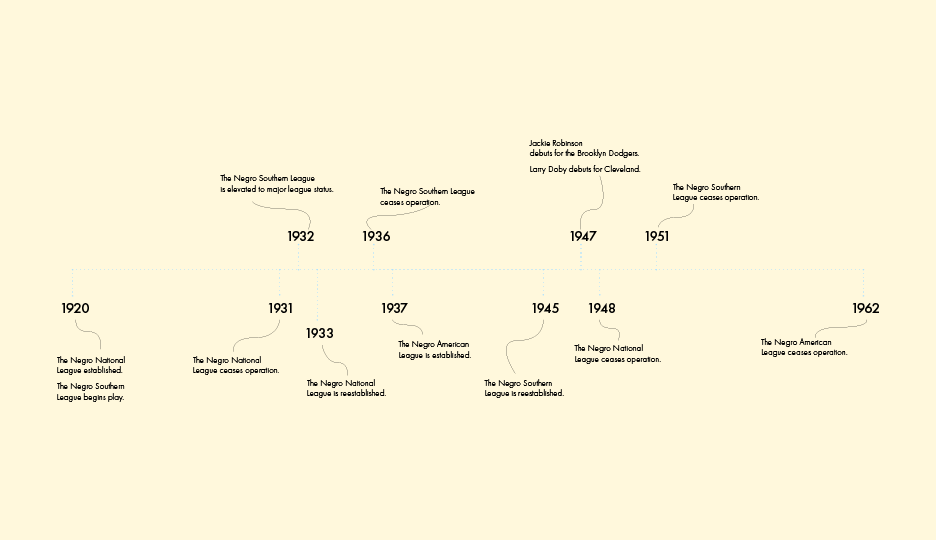 Jackie Robinson
debuts for the Brooklyn Dodgers.
Larry Doby debuts for Cleveland.
The Negro Southern League
is elevated to major league status.
The Negro Southern League
ceases operation.
The Negro Southern
League ceases operation.
1932
1936
1947
1951
1920
1931
1933
1937
1945
1948
1962
The Negro National
League established.
The Negro Southern
League begins play.
The Negro National
League ceases operation.
The Negro National
League is reestablished.
The Negro American
League is established.
The Negro Southern
League is reestablished.
The Negro National
League ceases operation.
The Negro American
League ceases operation.